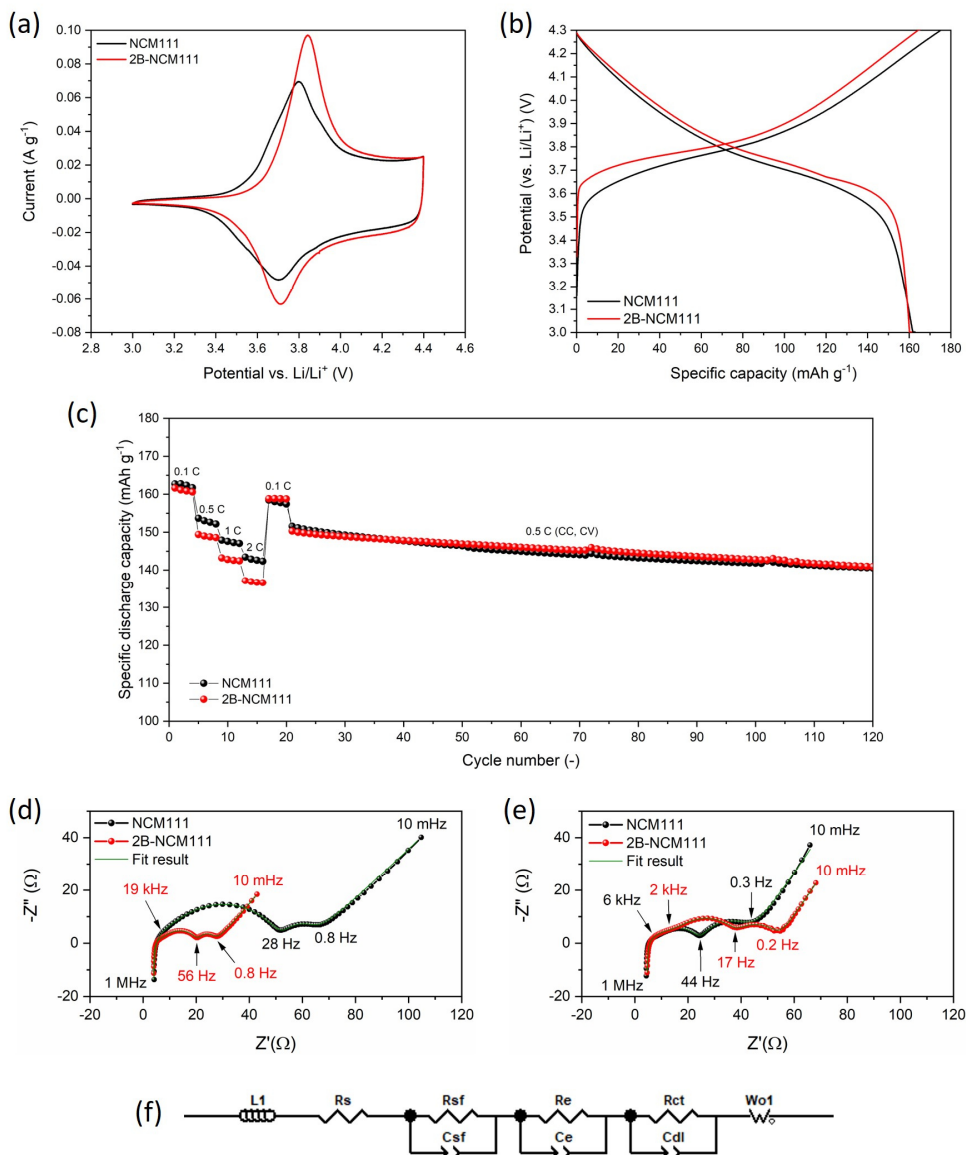 (a)
NCM111
2B-NCM111
0.10
0.08
0.06
0.04
0.02
0.00
-0.02
-0.04
-0.06
-0.08
Current (A g⁻¹)
2.8 3.0 3.2 3.4 3.6 3.8 4.0 4.2 4.4 4.6
Potential vs. Li/Li⁺ (V)
(b)
4.3
4.2
4.1
4.0
3.9
3.8
3.7
3.6
3.5
3.4
3.1
3.0
Potential (vs. Li/Li⁺) (V)
NCM111
2B-NCM111
0 20 40 60 80 100 120 140 160 180
Specific capacity (mAh g⁻¹)
(c)
180
170
160
150
140
130
120
110
100
Specific discharge capacity (mAh g⁻¹)
0.1 C
0.5 C
1 C
2 C
0.1 C
0.5 C (CC, CV)
NCM111
2B-NCM111
0 10 20 30 40 50 60 70 80 90 100 110 120
Cycle number (-)
(d)
NCM111
2B-NCM111
Fit result
40
20
0
-20
-Z" (Ω)
10 mHz
19 kHz
10 mHz
28 Hz
0.8 Hz
56 Hz
0.8 Hz
1 MHz
-20 0 20 40 60 80 100 120
Z'(Ω)
(e)
NCM111
2B-NCM111
Fit result
40
20
0
-20
-Z" (Ω)
10 mHz
0.3 Hz
10 mHz
6 kHz
2 kHz
0.2 Hz
17 Hz
44 Hz
1 MHz
-20 0 20 40 60 80 100 120
Z'(Ω)
(f)
L1 Rs Rsf Re Rct Wo1
Csf Ce Cdl